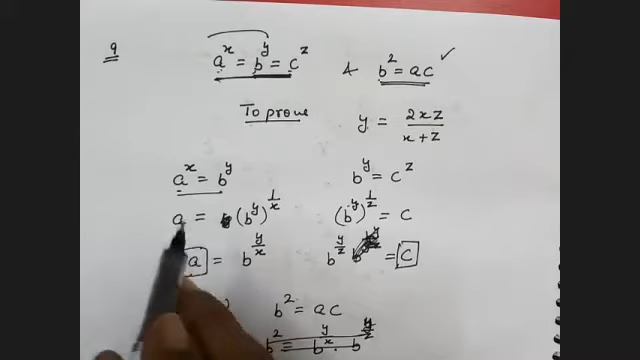 9 a^x = b^y = c^z & b^2 = ac ✓
To prove y = 2xz / x+z
a^x = b^y b^y = c^z
a = (b^y)^(1/x) (b^y)^(1/z) = c
a = b^(y/x) b^(y/z) = c
b^2 = ac
b^2 = b^(y/x) . b^(y/z)